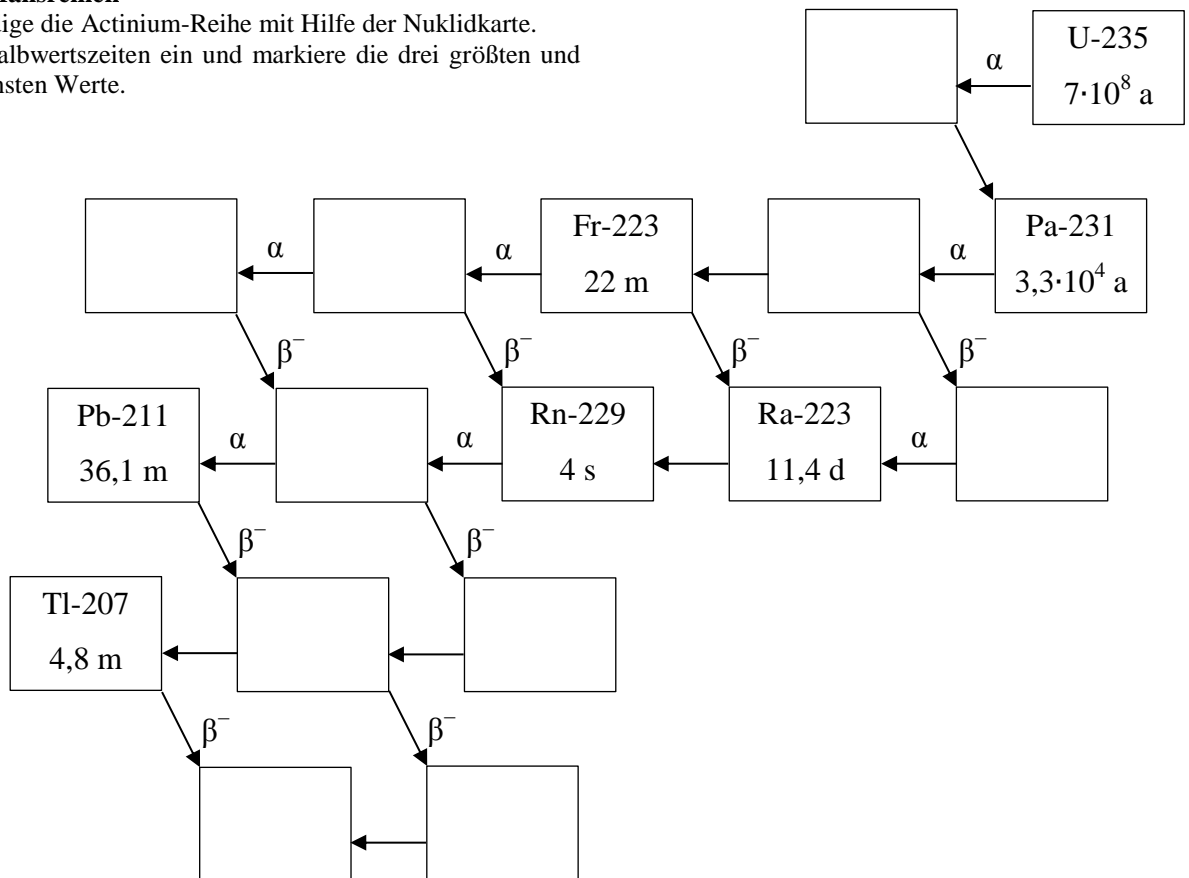 dige die Actinium-Reihe mit Hilfe der Nuklidkarte.
albwertszeiten ein und markiere die drei größten und
nsten Werte.
U-235
α
7·10⁸ a
Fr-223
Pa-231
α
α
α
22 m
3,3·10⁴ a
β⁻
β⁻
β⁻
β⁻
Pb-211
Rn-229
Ra-223
α
α
α
36,1 m
4 s
11,4 d
β⁻
β⁻
Tl-207
4,8 m
β⁻
β⁻